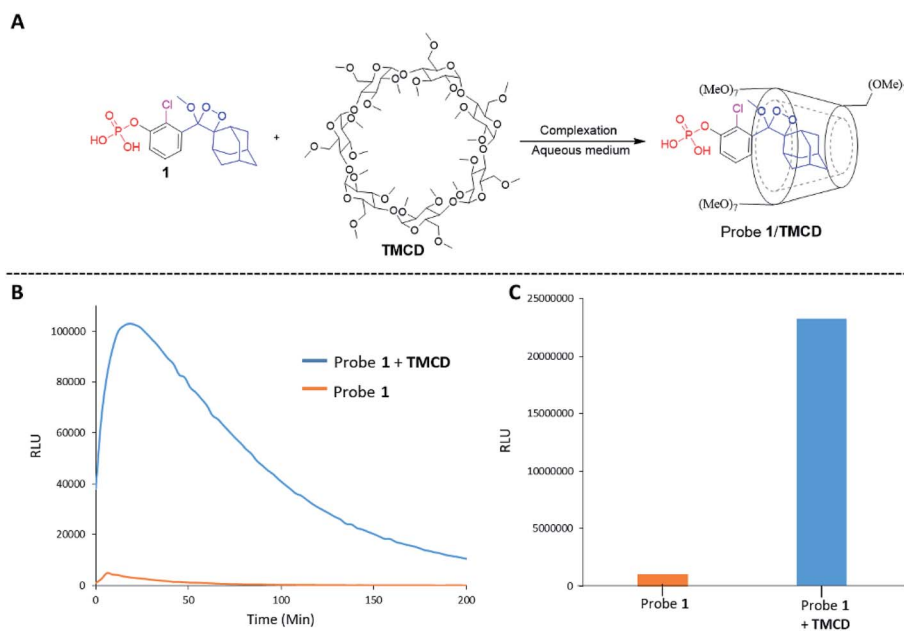 A
O
O
O
Cl
O
O
HO
P
O
OH
1
+
TMCD
Complexation
Aqueous medium
(MeO)7
(OMe)7
O
O
O
Cl
O
O
HO
P
O
OH
(MeO)7
Probe 1/TMCD
B
100000
80000
60000
40000
20000
0
RLU
0
50
100
150
200
Time (Min)
Probe 1 + TMCD
Probe 1
C
25000000
20000000
15000000
10000000
5000000
0
RLU
Probe 1
Probe 1
+ TMCD